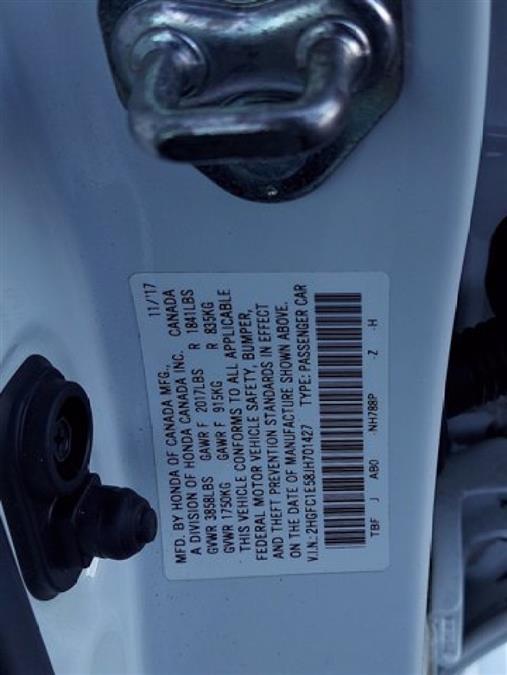 MFD. BY HONDA OF CANADA MFG., 11/'17
A DIVISION OF HONDA CANADA INC. CANADA
GVWR 3858LBS GAWR F 2017LBS R 1841LBS
GVWR 1750KG GAWR F 915KG R 835KG
THIS VEHICLE CONFORMS TO ALL APPLICABLE
FEDERAL MOTOR VEHICLE SAFETY, BUMPER,
AND THEFT PREVENTION STANDARDS IN EFFECT
ON THE DATE OF MANUFACTURE SHOWN ABOVE.
V.I.N.:2HGFC1E58JH701427 TYPE: PASSENGER CAR
TBF J AB0 -NH788P -Z -H